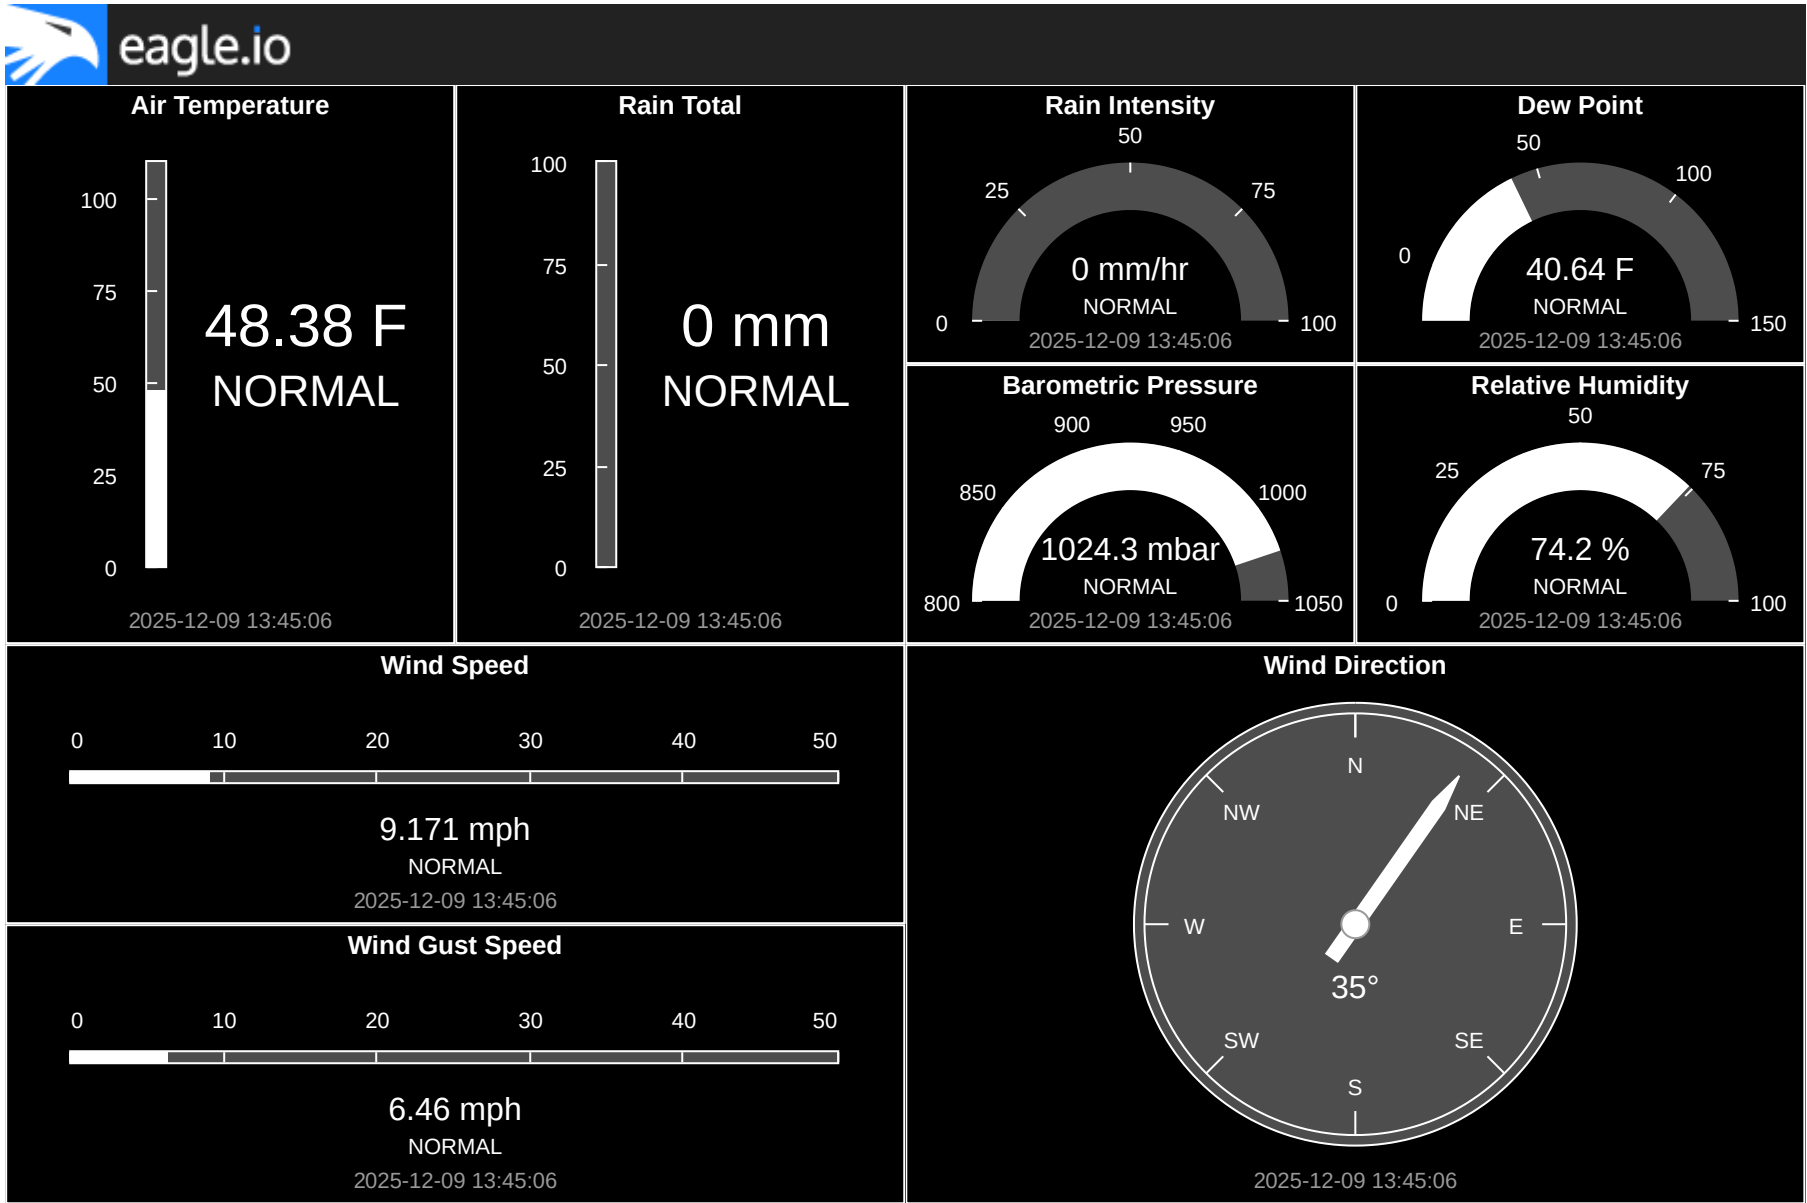 eagle.io
Air Temperature
100
75
50
25
0
48.38 F
NORMAL
2025-12-09 13:45:06
Rain Total
100
75
50
25
0
0 mm
NORMAL
2025-12-09 13:45:06
Rain Intensity
50
25
75
0
100
0 mm/hr
NORMAL
2025-12-09 13:45:06
Dew Point
50
100
0
150
40.64 F
NORMAL
2025-12-09 13:45:06
Barometric Pressure
900
950
850
1000
800
1050
1024.3 mbar
NORMAL
2025-12-09 13:45:06
Relative Humidity
50
25
75
0
100
74.2 %
NORMAL
2025-12-09 13:45:06
Wind Speed
0 10 20 30 40 50
9.171 mph
NORMAL
2025-12-09 13:45:06
Wind Gust Speed
0 10 20 30 40 50
6.46 mph
NORMAL
2025-12-09 13:45:06
Wind Direction
N
NW
NE
W
E
35°
SW
SE
S
2025-12-09 13:45:06